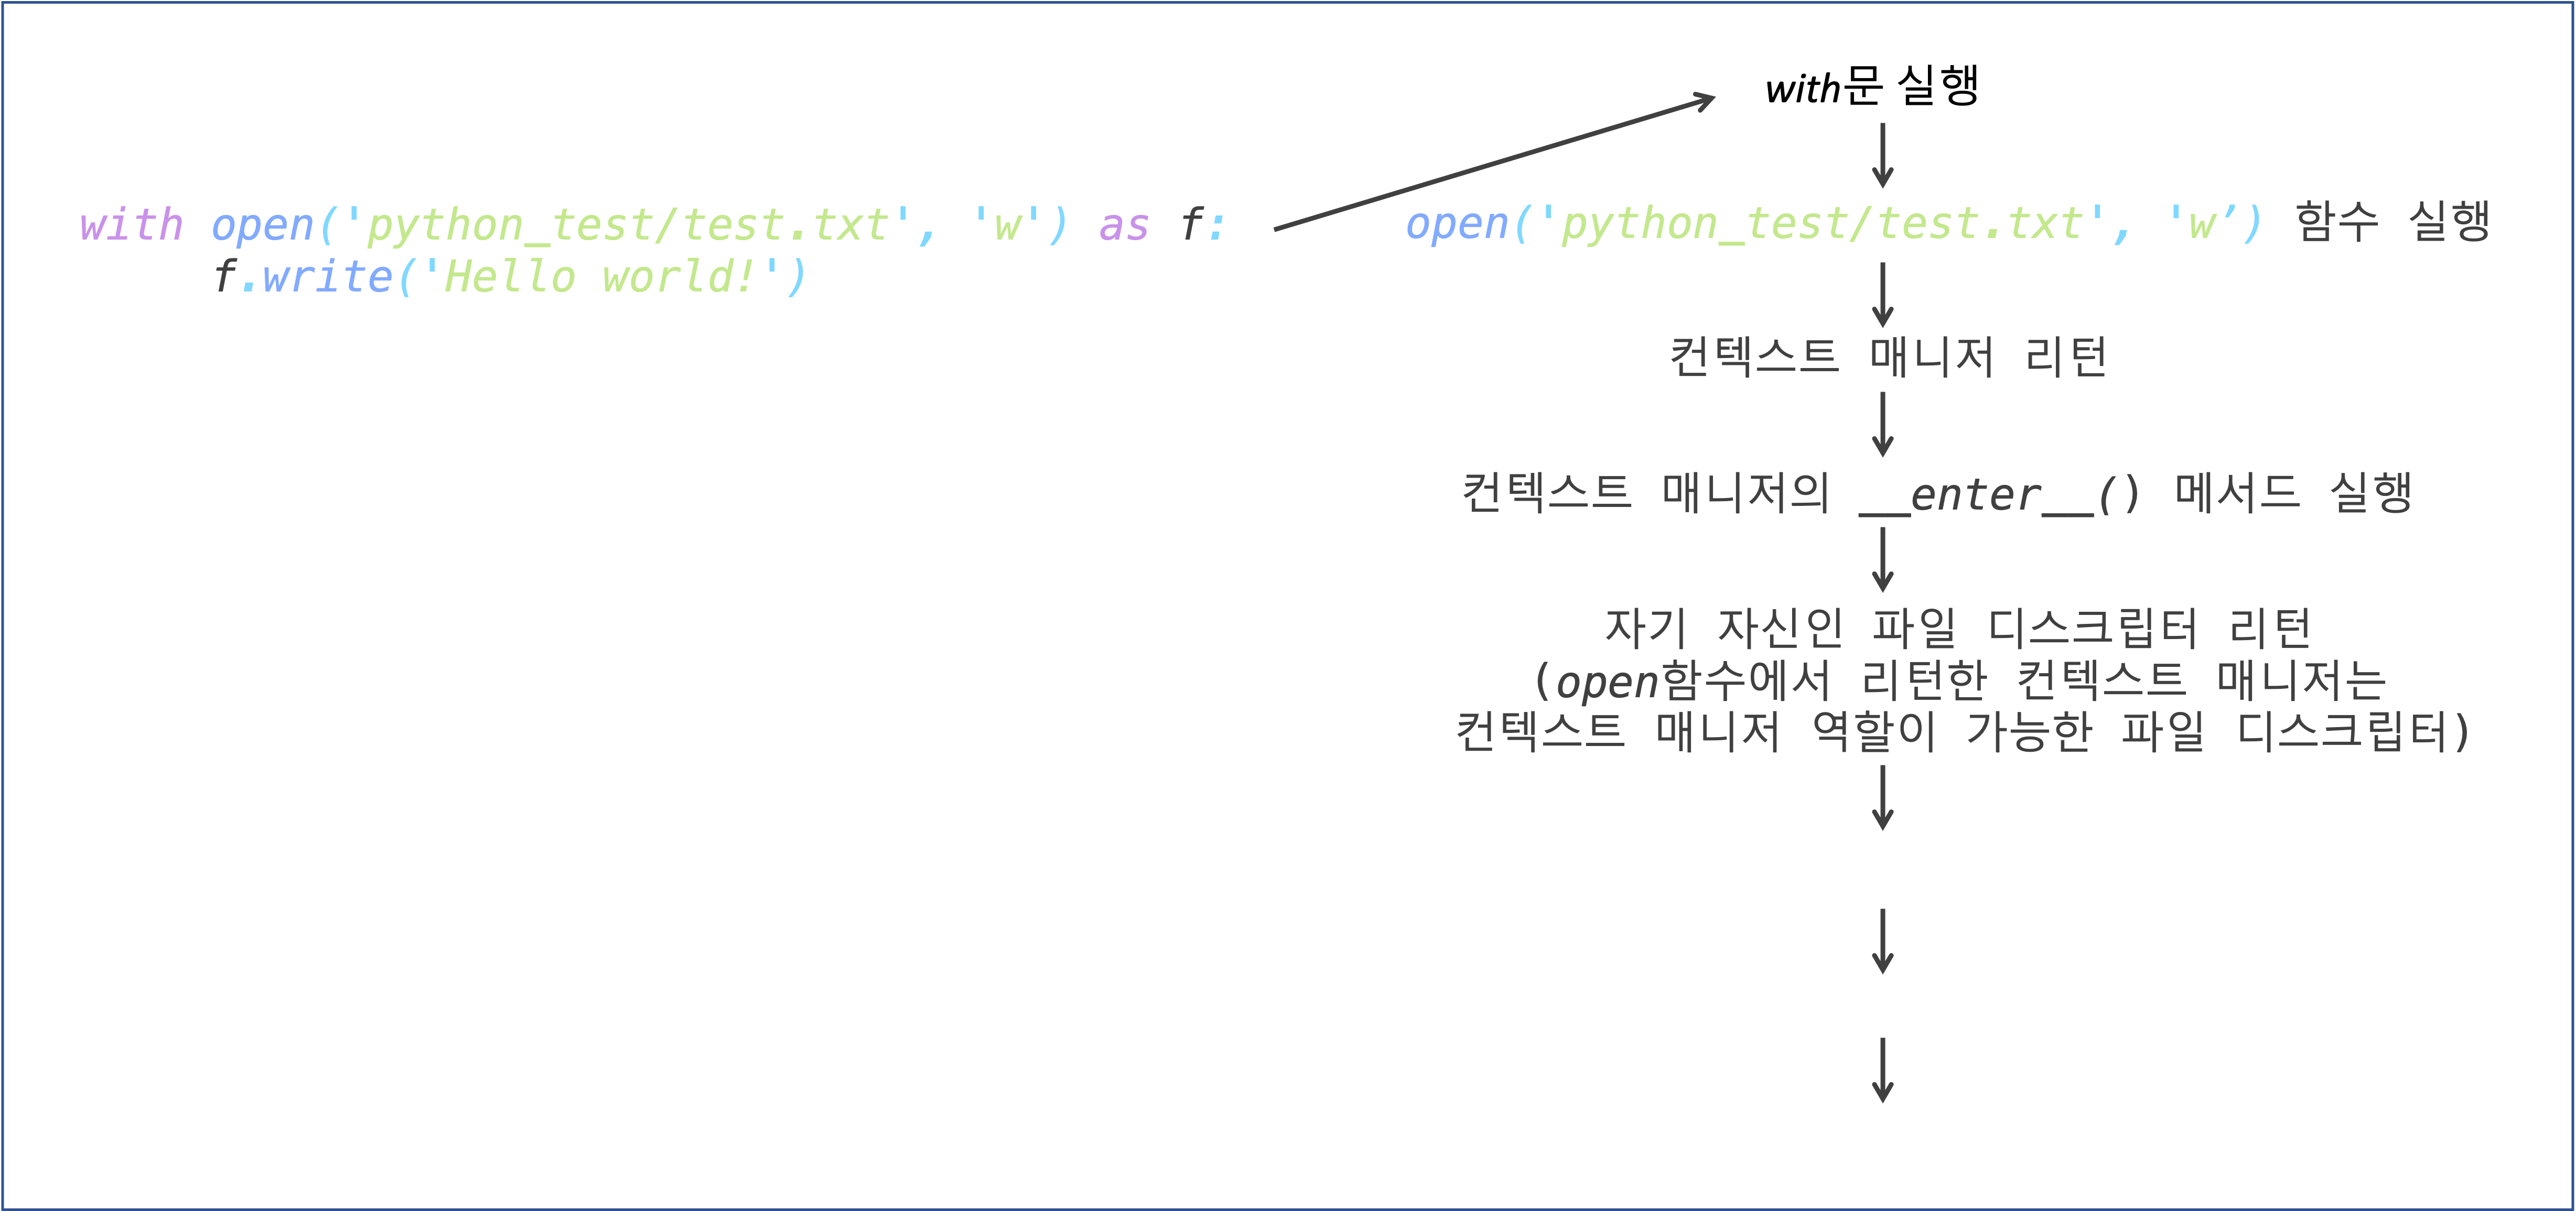 with문 실행
with open('python_test/test.txt', 'w') as f:
f.write('Hello world!')
open('python_test/test.txt', 'w’) 함수 실행
컨텍스트 매니저 리턴
컨텍스트 매니저의 __enter__() 메서드 실행
자기 자신인 파일 디스크립터 리턴
(open함수에서 리턴한 컨텍스트 매니저는
컨텍스트 매니저 역할이 가능한 파일 디스크립터)